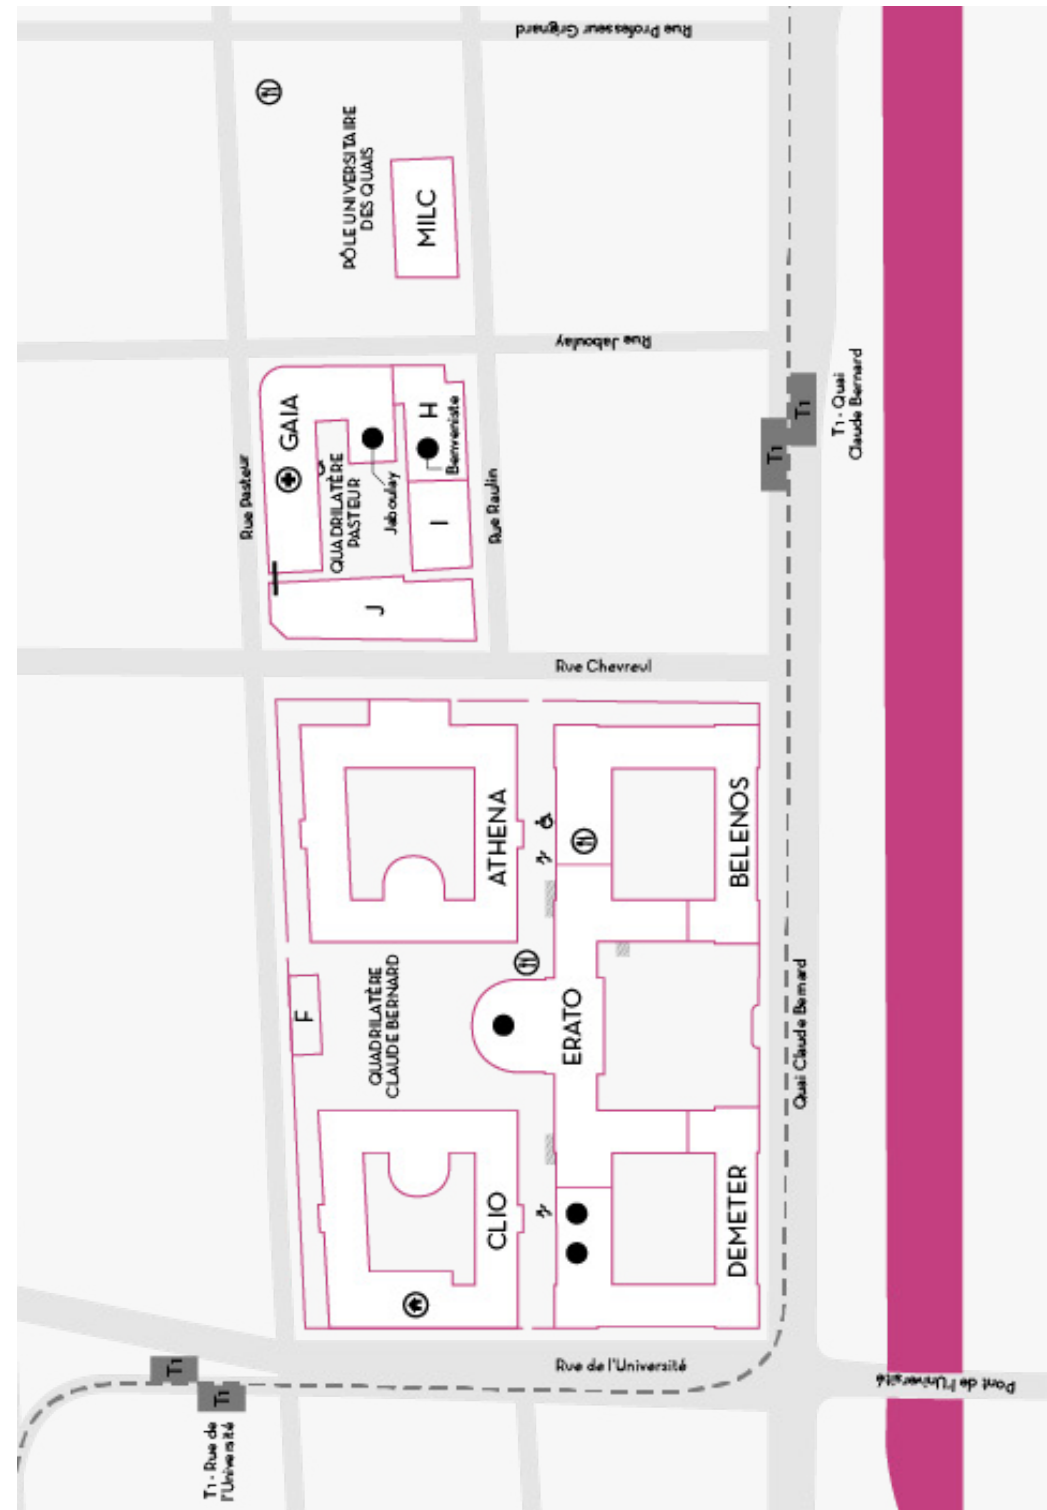 Rue Professeur Grignard
PÔLE UNIVERSITAIRE
DES QUAIS
MILC
Rue Jaboulay
T1 - Quai
Claude Bernard
T1
T1
GAIA
H
Benveniste
QUADRILATÈRE
PASTEUR
Jaboulay
I
J
Rue Pasteur
Rue Raulin
Rue Chevreul
ATHENA
BELENOS
QUADRILATÈRE
CLAUDE BERNARD
F
ERATO
Quai Claude Bernard
CLIO
DEMETER
Rue de l'Université
Pont de l'Université
T1
T1
T1 - Rue de
l'Université